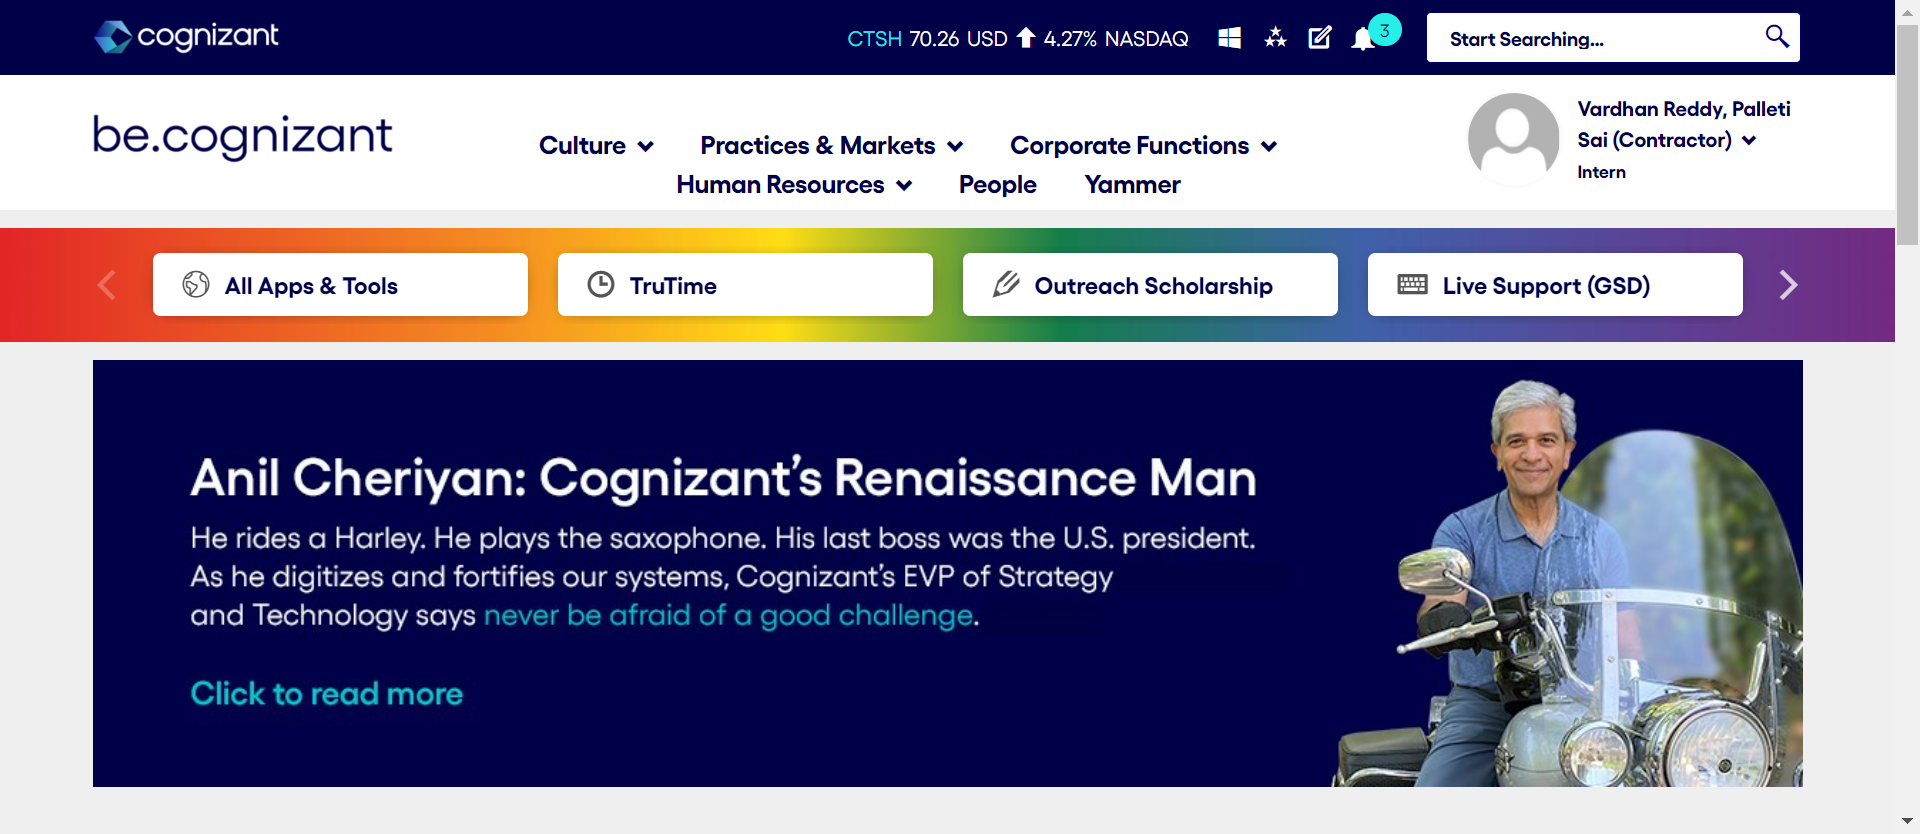 cognizant
CTSH 70.26 USD 4.27% NASDAQ
3
Start Searching...
be.cognizant
Culture
Practices & Markets
Corporate Functions
Human Resources
People
Yammer
Vardhan Reddy, Palleti
Sai (Contractor)
Intern
All Apps & Tools
TruTime
Outreach Scholarship
Live Support (GSD)
Anil Cheriyan: Cognizant’s Renaissance Man
He rides a Harley. He plays the saxophone. His last boss was the U.S. president.
As he digitizes and fortifies our systems, Cognizant’s EVP of Strategy
and Technology says never be afraid of a good challenge.
Click to read more